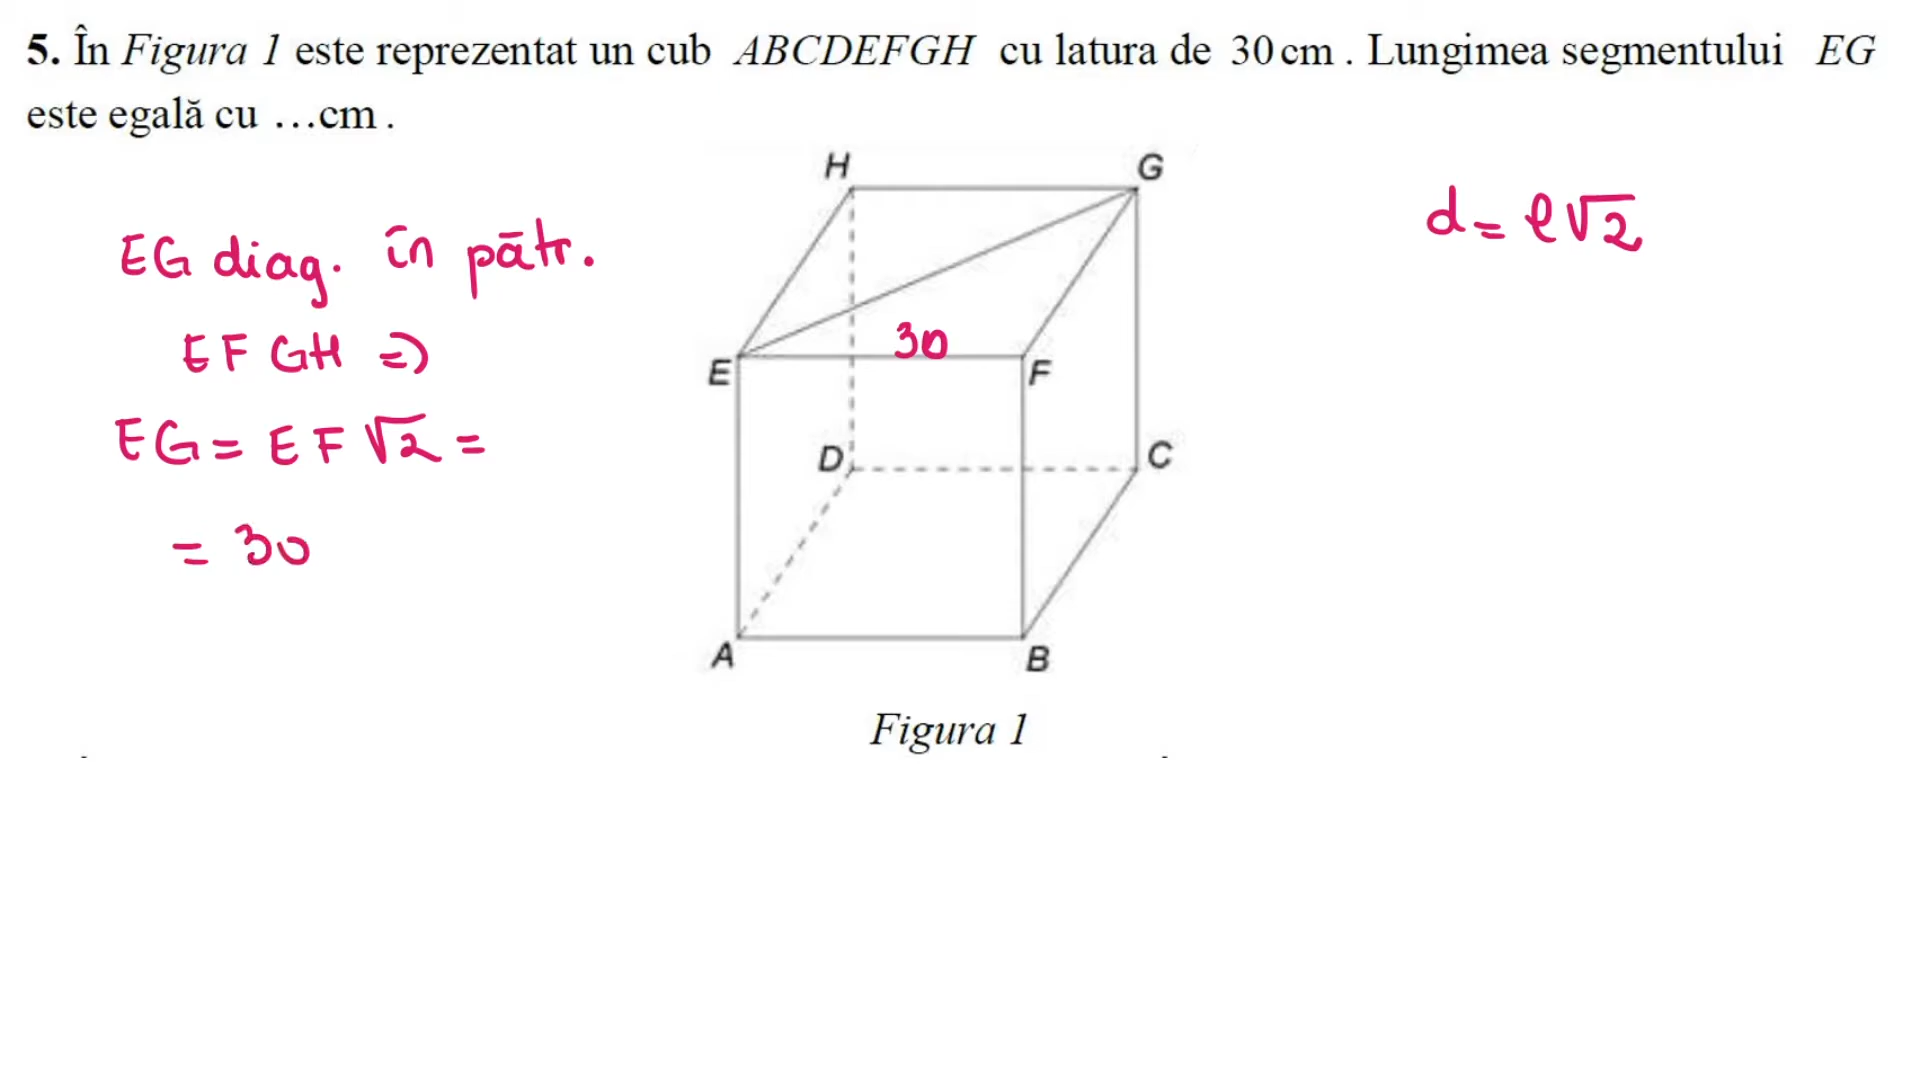 5. În Figura 1 este reprezentat un cub ABCDEFGH cu latura de 30 cm . Lungimea segmentului EG
este egală cu …cm .
H
G
d = l√2
EG diag. în pătr.
30
E F GH =>
E
F
EG = EF √2 =
D
C
= 30
A
B
Figura 1